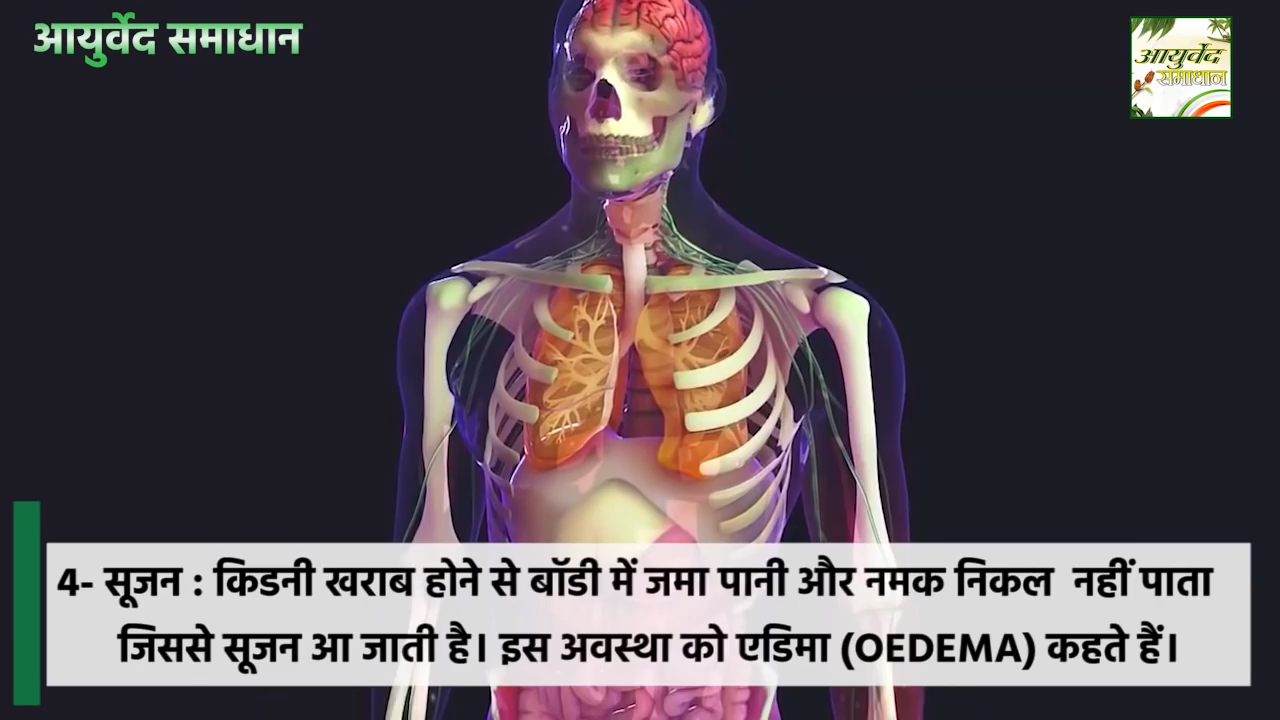 आयुर्वेद समाधान
आयुर्वेद
समाधान
4- सूजन : किडनी खराब होने से बॉडी में जमा पानी और नमक निकल नहीं पाता
जिससे सूजन आ जाती है। इस अवस्था को एडिमा (OEDEMA) कहते हैं।